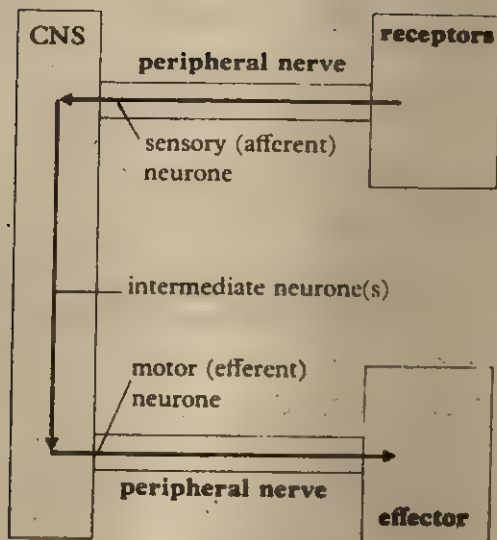 CNS
receptors
peripheral nerve
sensory (afferent)
neurone
intermediate neurone(s)
motor (efferent)
neurone
peripheral nerve
effector